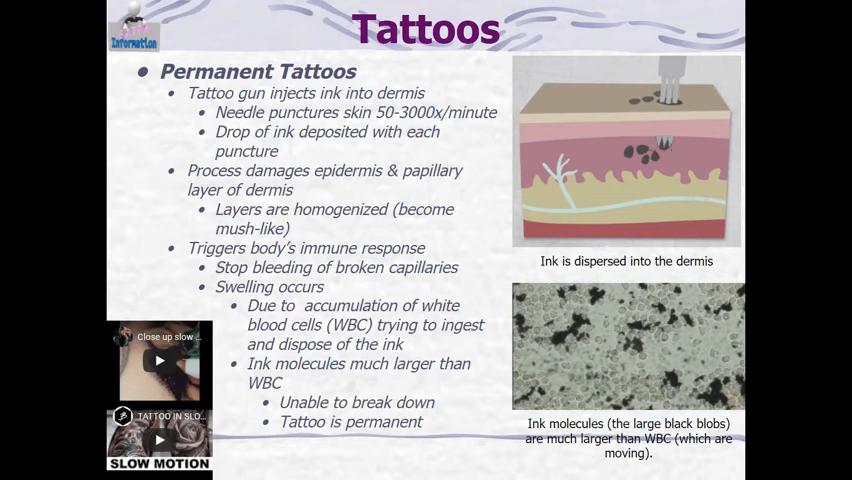 Information
Tattoos
Permanent Tattoos
Tattoo gun injects ink into dermis
Needle punctures skin 50-3000x/minute
Drop of ink deposited with each
puncture
Process damages epidermis & papillary
layer of dermis
Layers are homogenized (become
mush-like)
Triggers body's immune response
Stop bleeding of broken capillaries
Swelling occurs
Due to accumulation of white
blood cells (WBC) trying to ingest
and dispose of the ink
Ink molecules much larger than
WBC
Unable to break down
Tattoo is permanent
Ink is dispersed into the dermis
Ink molecules (the large black blobs)
are much larger than WBC (which are
moving).
Close up slow ...
TATTOO IN SLO...
SLOW MOTION